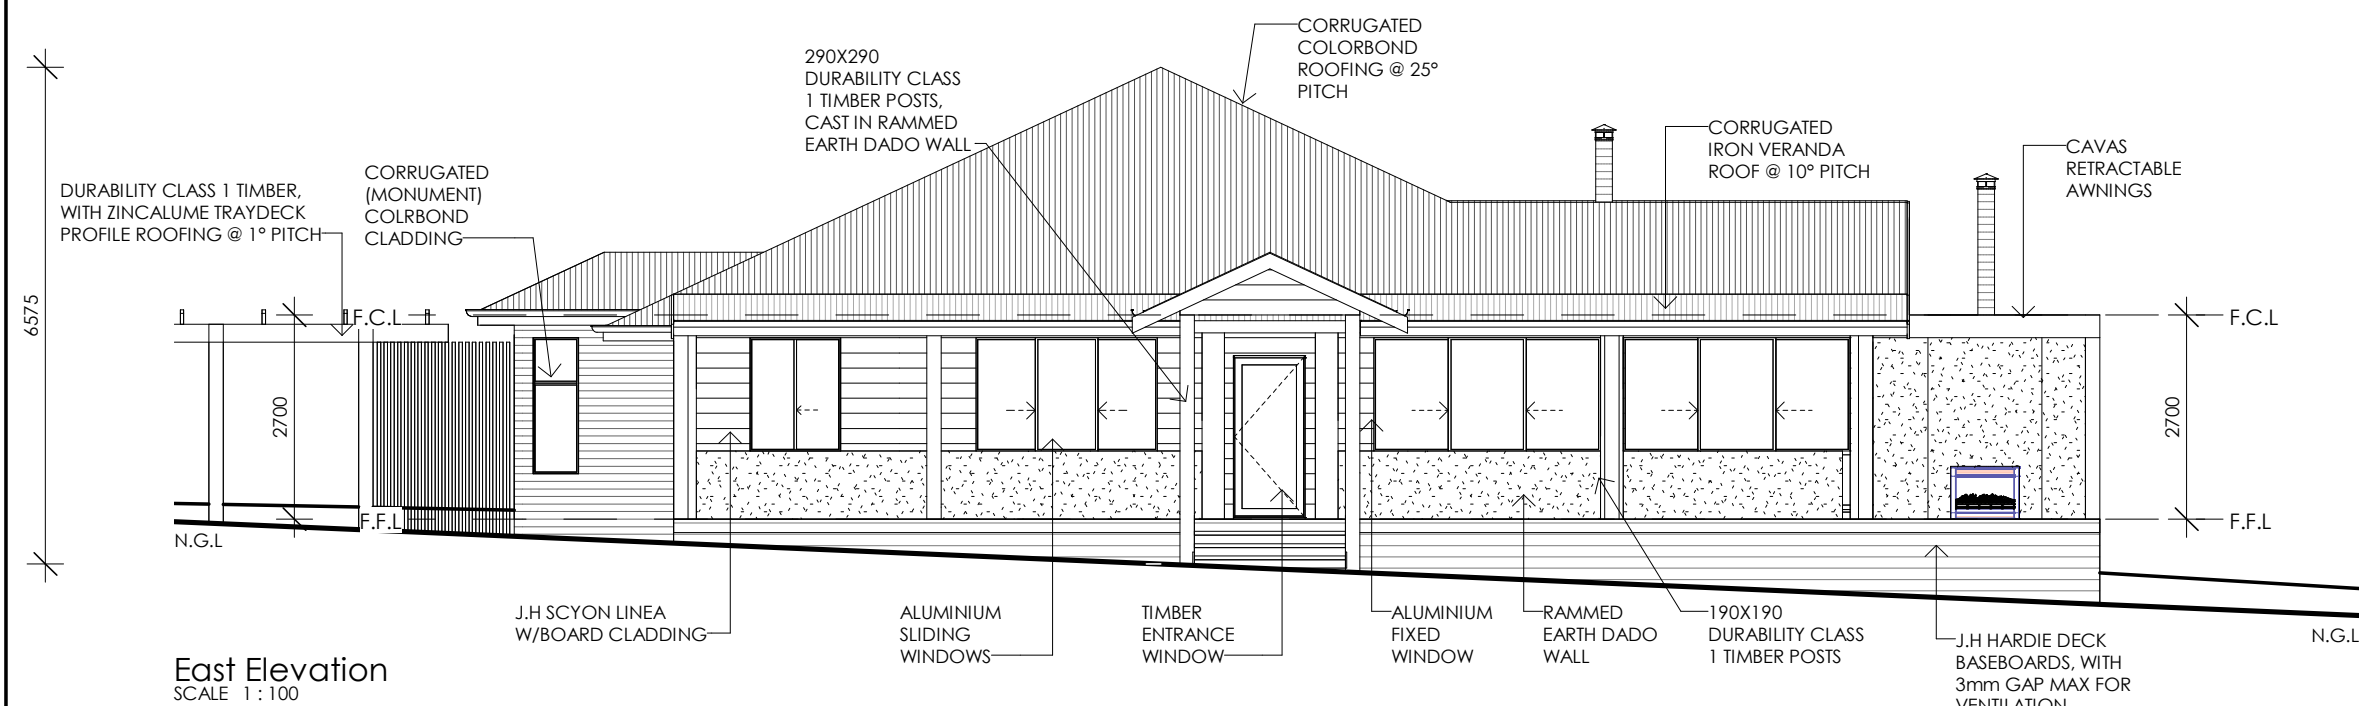 CORRUGATED
COLORBOND
ROOFING @ 25°
PITCH
290X290
DURABILITY CLASS
1 TIMBER POSTS,
CAST IN RAMMED
EARTH DADO WALL
CORRUGATED
IRON VERANDA
ROOF @ 10° PITCH
CAVAS
RETRACTABLE
AWNINGS
CORRUGATED
(MONUMENT)
COLRBOND
CLADDING
DURABILITY CLASS 1 TIMBER,
WITH ZINCALUME TRAYDECK
PROFILE ROOFING @ 1° PITCH
6575
F.C.L
F.C.L
2700
2700
F.F.L
F.F.L
N.G.L
J.H SCYON LINEA
W/BOARD CLADDING
ALUMINIUM
SLIDING
WINDOWS
TIMBER
ENTRANCE
WINDOW
ALUMINIUM
FIXED
WINDOW
RAMMED
EARTH DADO
WALL
190X190
DURABILITY CLASS
1 TIMBER POSTS
J.H HARDIE DECK
BASEBOARDS, WITH
3mm GAP MAX FOR
VENTILATION
N.G.L
East Elevation
SCALE 1 : 100